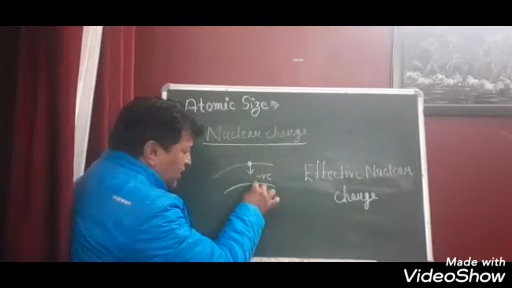 Atomic Size ⇒
Nuclear charge
-ve
Effective Nuclear
charge
Made with
VideoShow